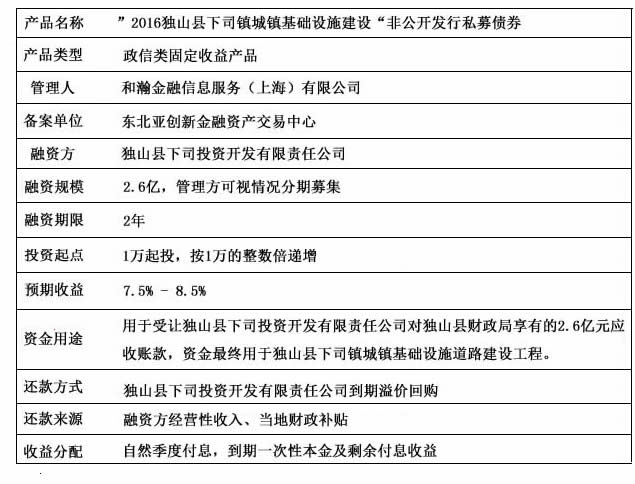 产品名称 ”2016独山县下司镇城镇基础设施建设“非公开发行私募债券
产品类型 政信类固定收益产品
管理人 和瀚金融信息服务（上海）有限公司
备案单位 东北亚创新金融资产交易中心
融资方 独山县下司投资开发有限责任公司
融资规模 2.6亿，管理方可视情况分期募集
融资期限 2年
投资起点 1万起投，按1万的整数倍递增
预期收益 7.5% - 8.5%
资金用途 用于受让独山县下司投资开发有限责任公司对独山县财政局享有的2.6亿元应
收账款，资金最终用于独山县下司镇城镇基础设施道路建设工程。
还款方式 独山县下司投资开发有限责任公司到期溢价回购
还款来源 融资方经营性收入、当地财政补贴
收益分配 自然季度付息，到期一次性本金及剩余付息收益